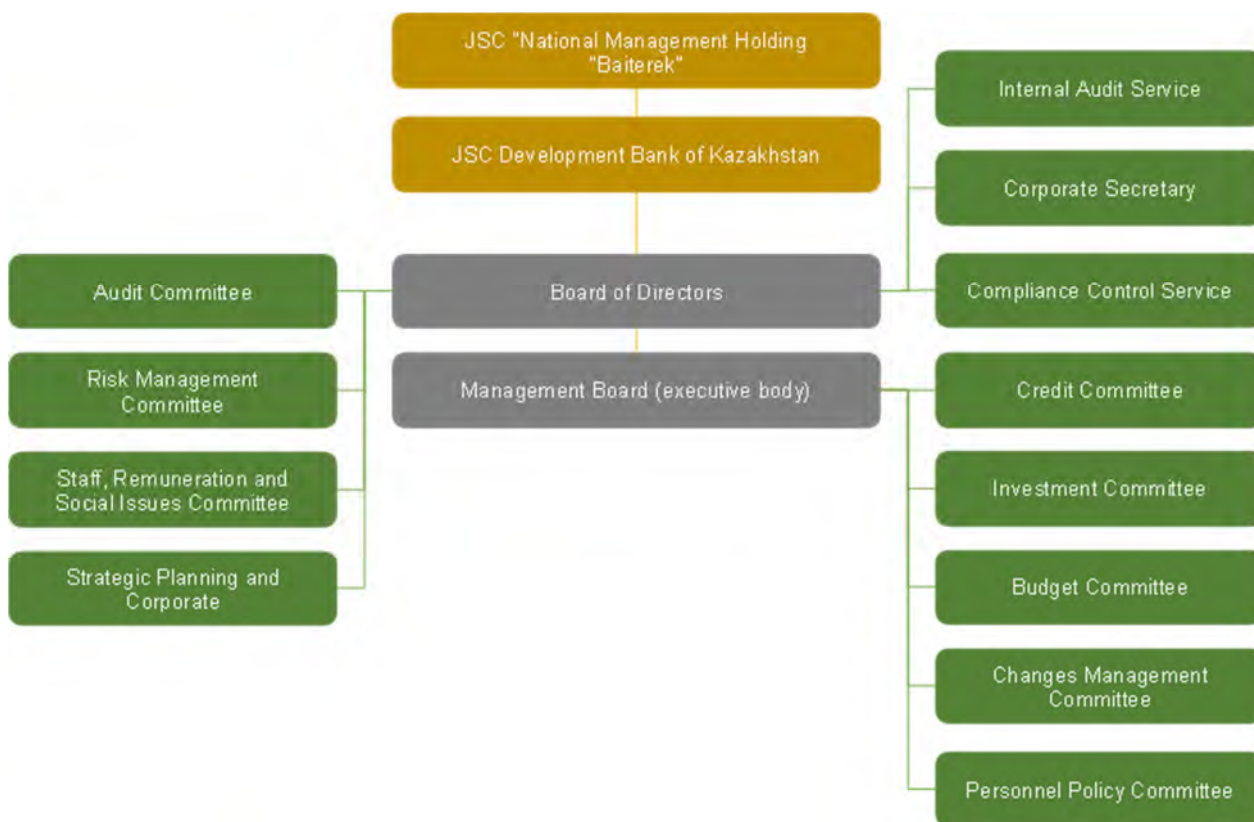 JSC "National Management Holding
"Baiterek"
JSC Development Bank of Kazakhstan
Board of Directors
Management Board (executive body)
Audit Committee
Risk Management
Committee
Staff, Remuneration and
Social Issues Committee
Strategic Planning and
Corporate
Internal Audit Service
Corporate Secretary
Compliance Control Service
Credit Committee
Investment Committee
Budget Committee
Changes Management
Committee
Personnel Policy Committee